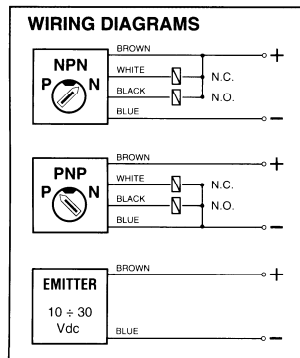 WIRING DIAGRAMS
NPN
P N
BROWN
+
WHITE
N.C.
BLACK
N.O.
BLUE
−
PNP
P N
BROWN
+
WHITE
N.C.
BLACK
N.O.
BLUE
−
EMITTER
10 ÷ 30
Vdc
BROWN
+
BLUE
−